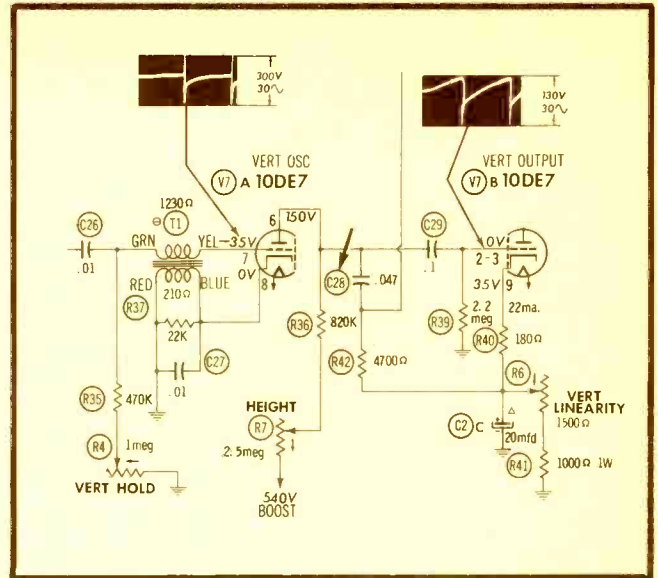 300V
30∿
130V
30∿
VERT OSC
V7 A 10DE7
VERT OUTPUT
V7 B 10DE7
C26
.01
1230Ω
T1
GRN
YEL
-35V
6
150V
7
0V
8
RED
BLUE
210Ω
R37
22K
C27
.01
R35
470K
R4
1meg
VERT HOLD
R36
820K
HEIGHT
R7
2.5meg
540V
BOOST
C28
.047
R42
4700Ω
C29
.1
R39
2.2
meg
0V
2-3
35V
9
22ma.
R40
180Ω
R6
VERT
LINEARITY
1500Ω
C2 C
20mfd
R41
1000Ω 1W